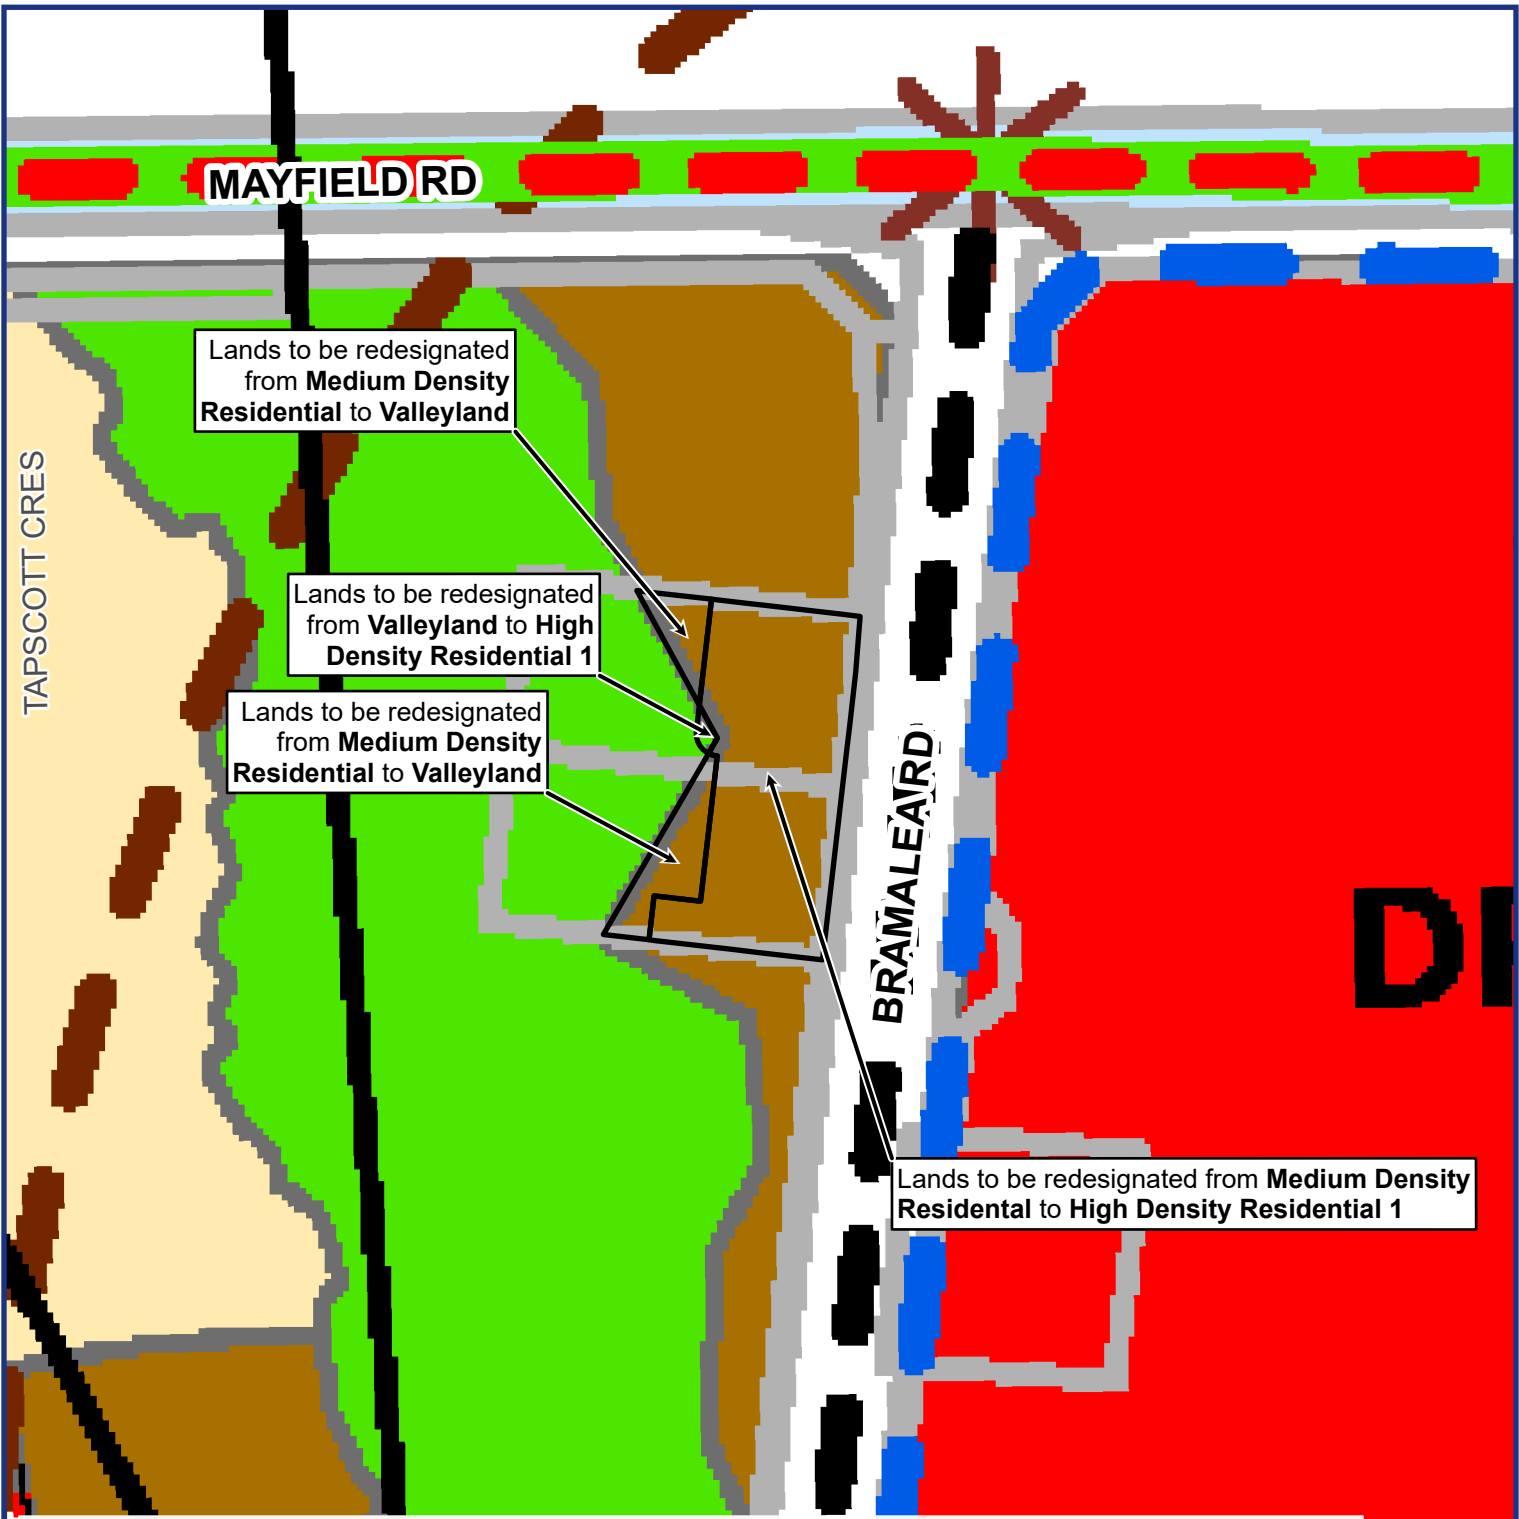 MAYFIELD RD
Lands to be redesignated
from Medium Density
Residential to Valleyland
TAPSCOTT CRES
Lands to be redesignated
from Valleyland to High
Density Residential 1
Lands to be redesignated
from Medium Density
Residential to Valleyland
BRAMALEA RD
Lands to be redesignated from Medium Density
Residental to High Density Residential 1